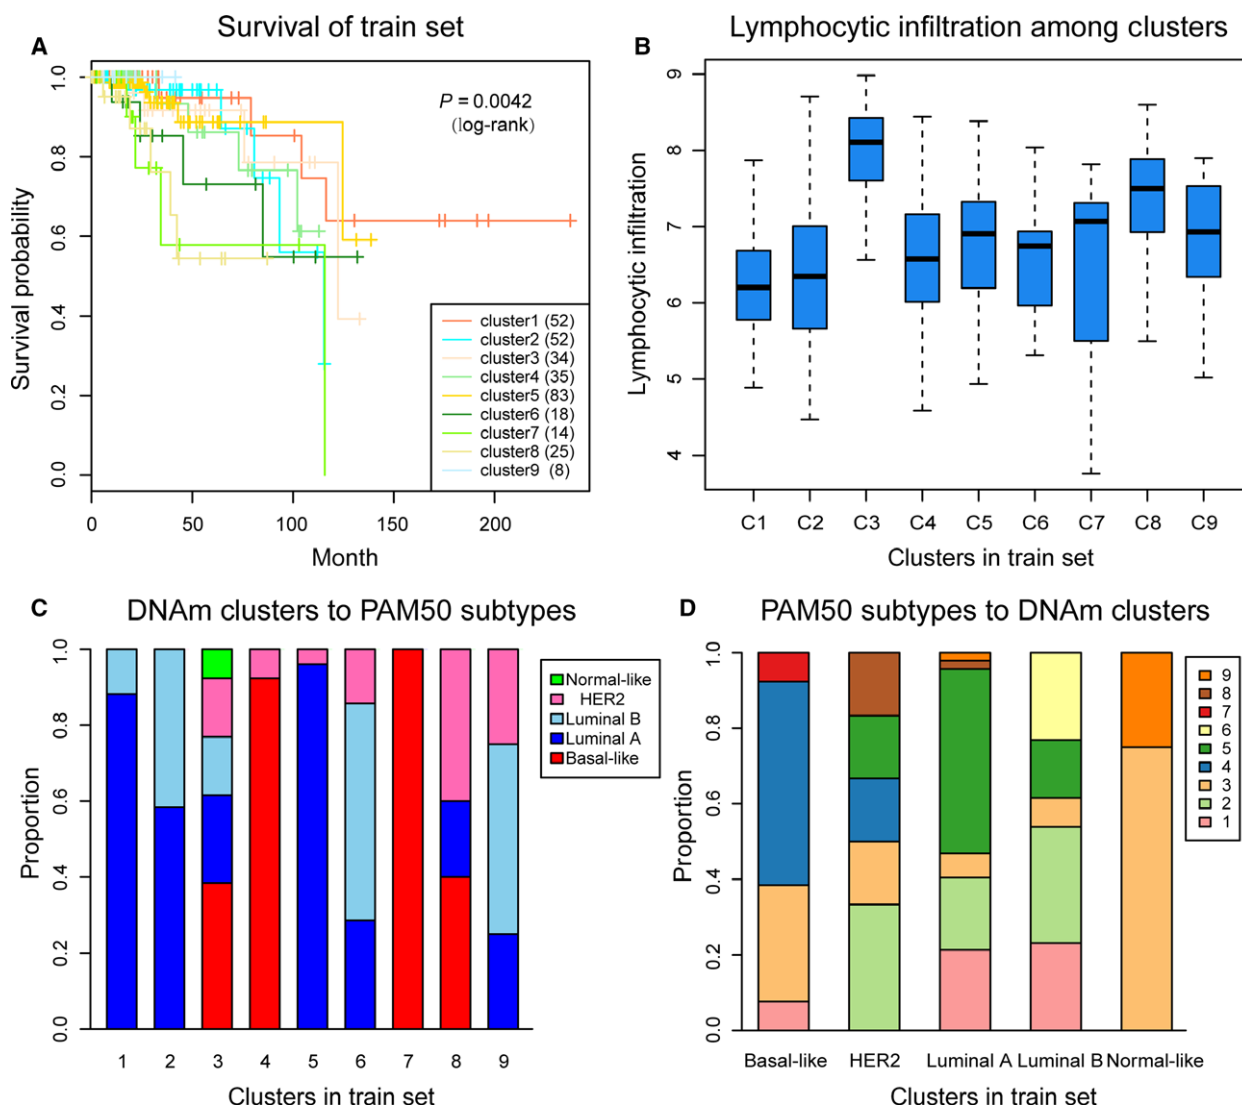 A
Survival of train set
P = 0.0042
(log-rank)
Survival probability
1.0
0.8
0.6
0.4
0.2
0.0
cluster1 (52)
cluster2 (52)
cluster3 (34)
cluster4 (35)
cluster5 (83)
cluster6 (18)
cluster7 (14)
cluster8 (25)
cluster9 (8)
0 50 100 150 200
Month
B
Lymphocytic infiltration among clusters
Lymphocytic infiltration
9
8
7
6
5
4
C1 C2 C3 C4 C5 C6 C7 C8 C9
Clusters in train set
C
DNAm clusters to PAM50 subtypes
Proportion
1.0
0.8
0.6
0.4
0.2
0.0
Normal-like
HER2
Luminal B
Luminal A
Basal-like
1 2 3 4 5 6 7 8 9
Clusters in train set
D
PAM50 subtypes to DNAm clusters
Proportion
1.0
0.8
0.6
0.4
0.2
0.0
9
8
7
6
5
4
3
2
1
Basal-like HER2 Luminal A Luminal B Normal-like
Clusters in train set